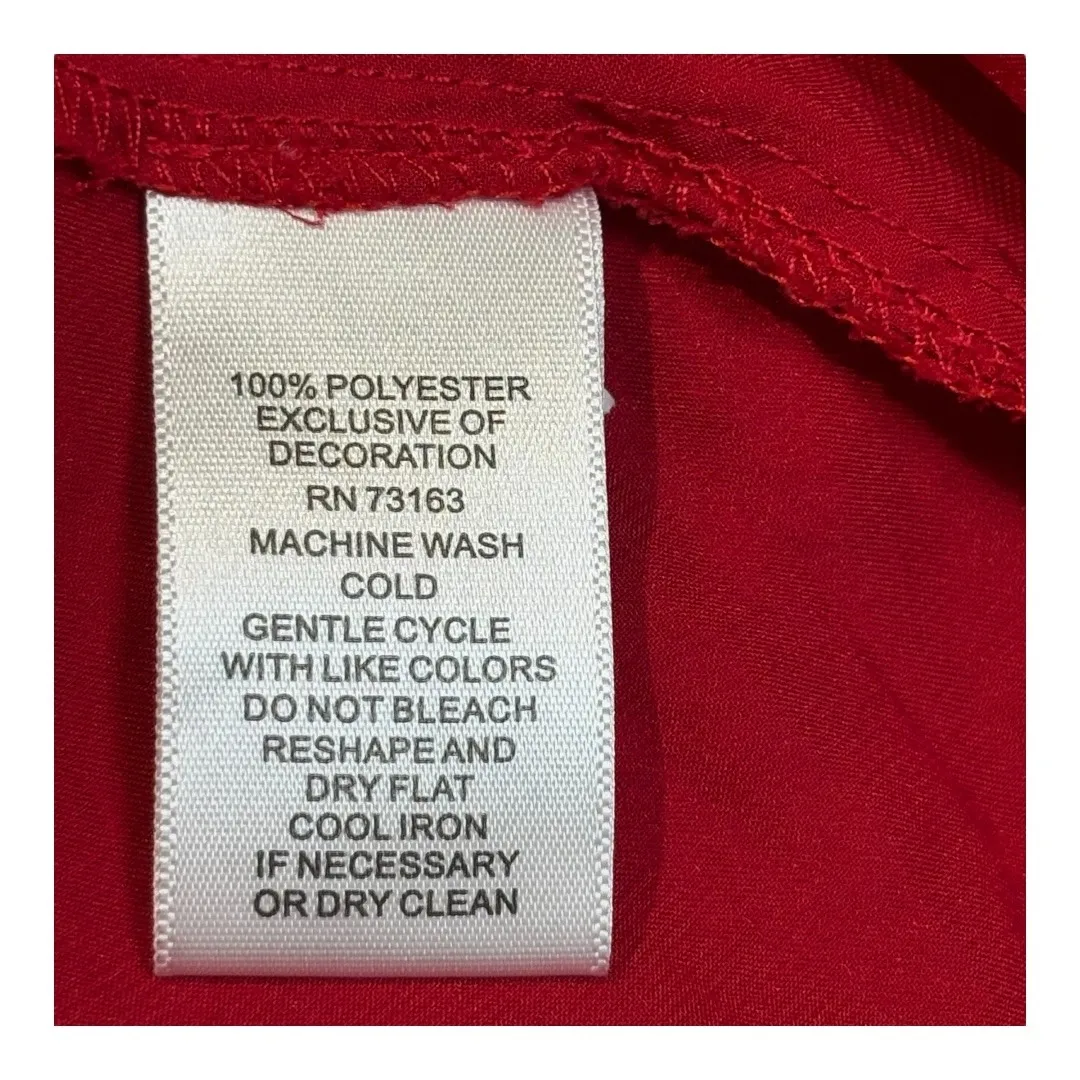 100% POLYESTER
EXCLUSIVE OF
DECORATION
RN 73163
MACHINE WASH
COLD
GENTLE CYCLE
WITH LIKE COLORS
DO NOT BLEACH
RESHAPE AND
DRY FLAT
COOL IRON
IF NECESSARY
OR DRY CLEAN